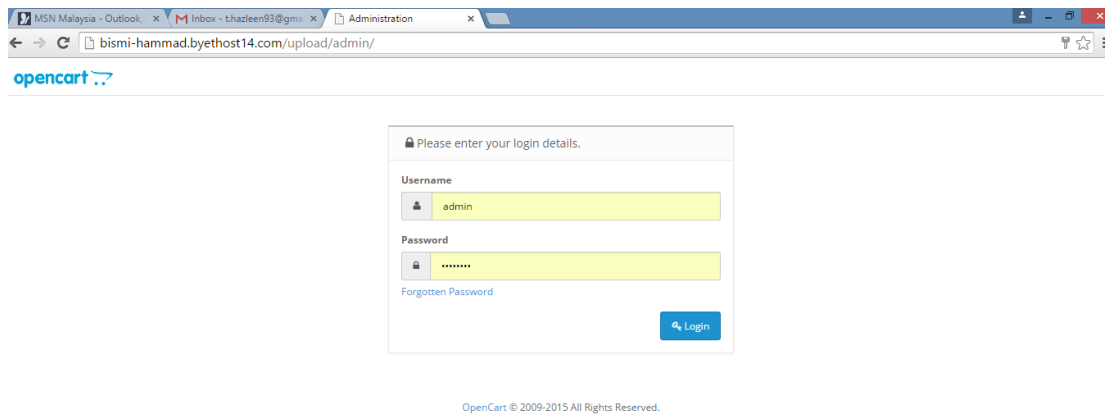 MSN Malaysia - Outlook,
Inbox - t.hazleen93@gma
Administration
bismi-hammad.byethost14.com/upload/admin/
opencart
Please enter your login details.
Username
admin
Password
••••••••
Forgotten Password
Login
OpenCart © 2009-2015 All Rights Reserved.